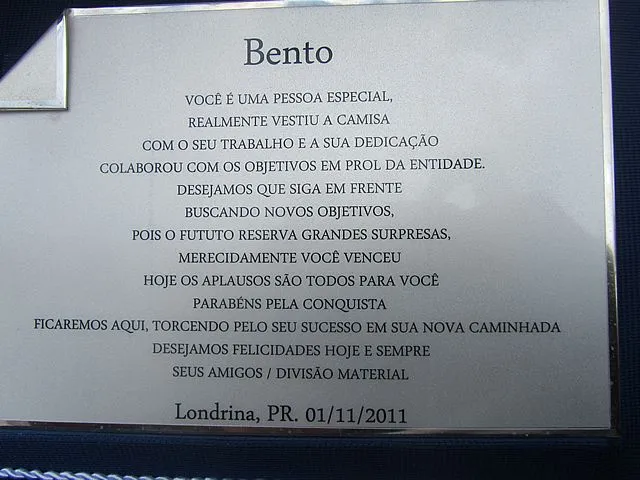 Bento
VOCÊ É UMA PESSOA ESPECIAL,
REALMENTE VESTIU A CAMISA
COM O SEU TRABALHO E A SUA DEDICAÇÃO
COLABOROU COM OS OBJETIVOS EM PROL DA ENTIDADE.
DESEJAMOS QUE SIGA EM FRENTE
BUSCANDO NOVOS OBJETIVOS,
POIS O FUTUTO RESERVA GRANDES SURPRESAS,
MERECIDAMENTE VOCÊ VENCEU
HOJE OS APLAUSOS SÃO TODOS PARA VOCÊ
PARABÉNS PELA CONQUISTA
FICAREMOS AQUI, TORCENDO PELO SEU SUCESSO EM SUA NOVA CAMINHADA
DESEJAMOS FELICIDADES HOJE E SEMPRE
SEUS AMIGOS / DIVISÃO MATERIAL
Londrina, PR. 01/11/2011